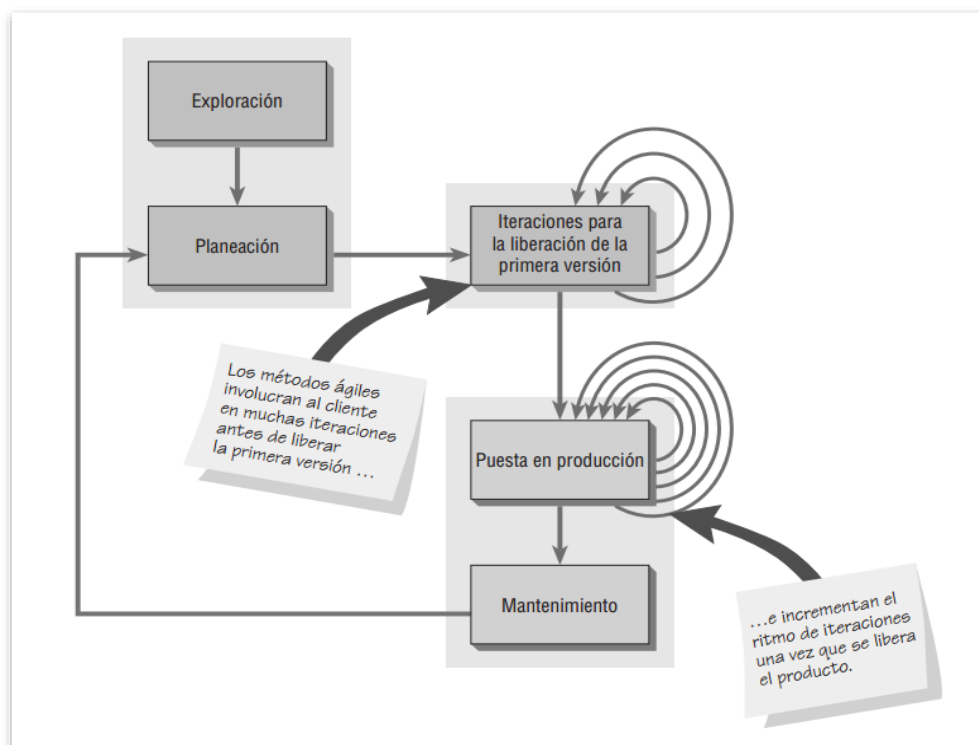 Exploración
Planeación
Iteraciones para
la liberación de la
primera versión
Los métodos ágiles
involucran al cliente
en muchas iteraciones
antes de liberar
la primera versión ...
Puesta en producción
Mantenimiento
...e incrementan el
ritmo de iteraciones
una vez que se libera
el producto.